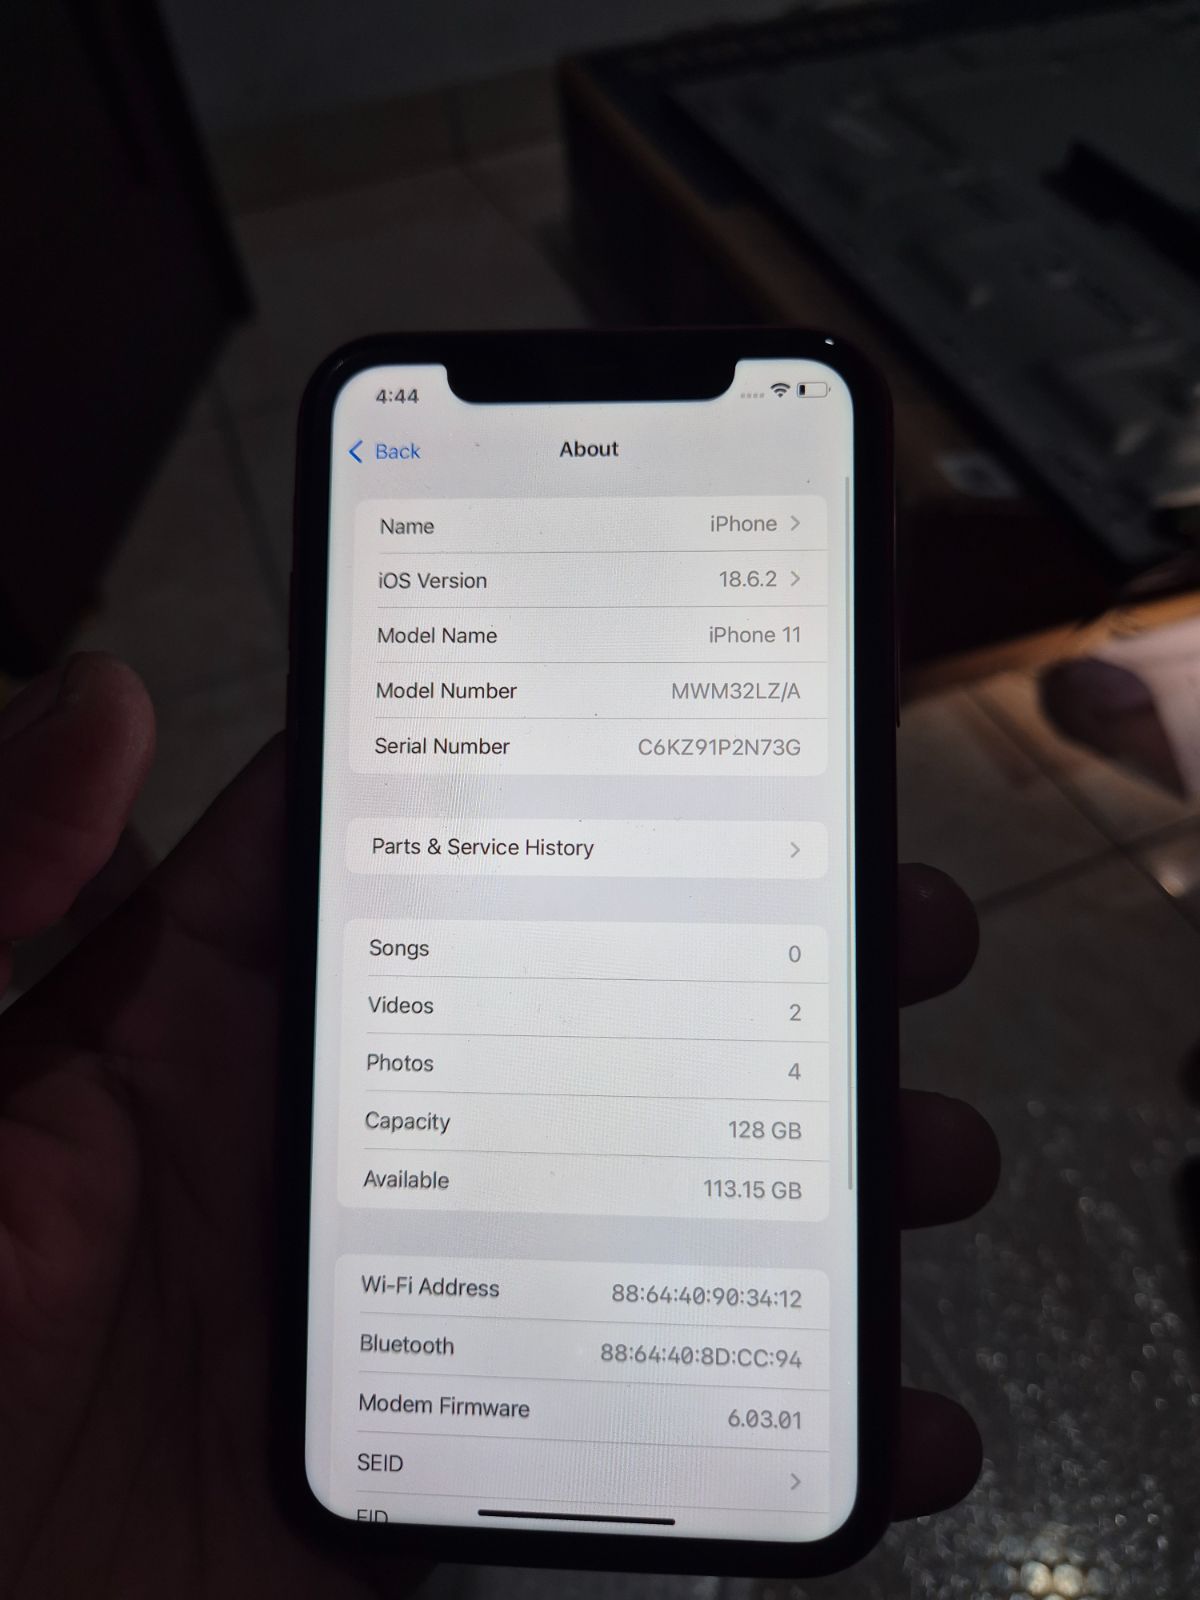 4:44
Back
About
Name iPhone
iOS Version 18.6.2
Model Name iPhone 11
Model Number MWM32LZ/A
Serial Number C6KZ91P2N73G
Parts & Service History
Songs 0
Videos 2
Photos 4
Capacity 128 GB
Available 113.15 GB
Wi-Fi Address 88:64:40:90:34:12
Bluetooth 88:64:40:8D:CC:94
Modem Firmware 6.03.01
SEID
EID